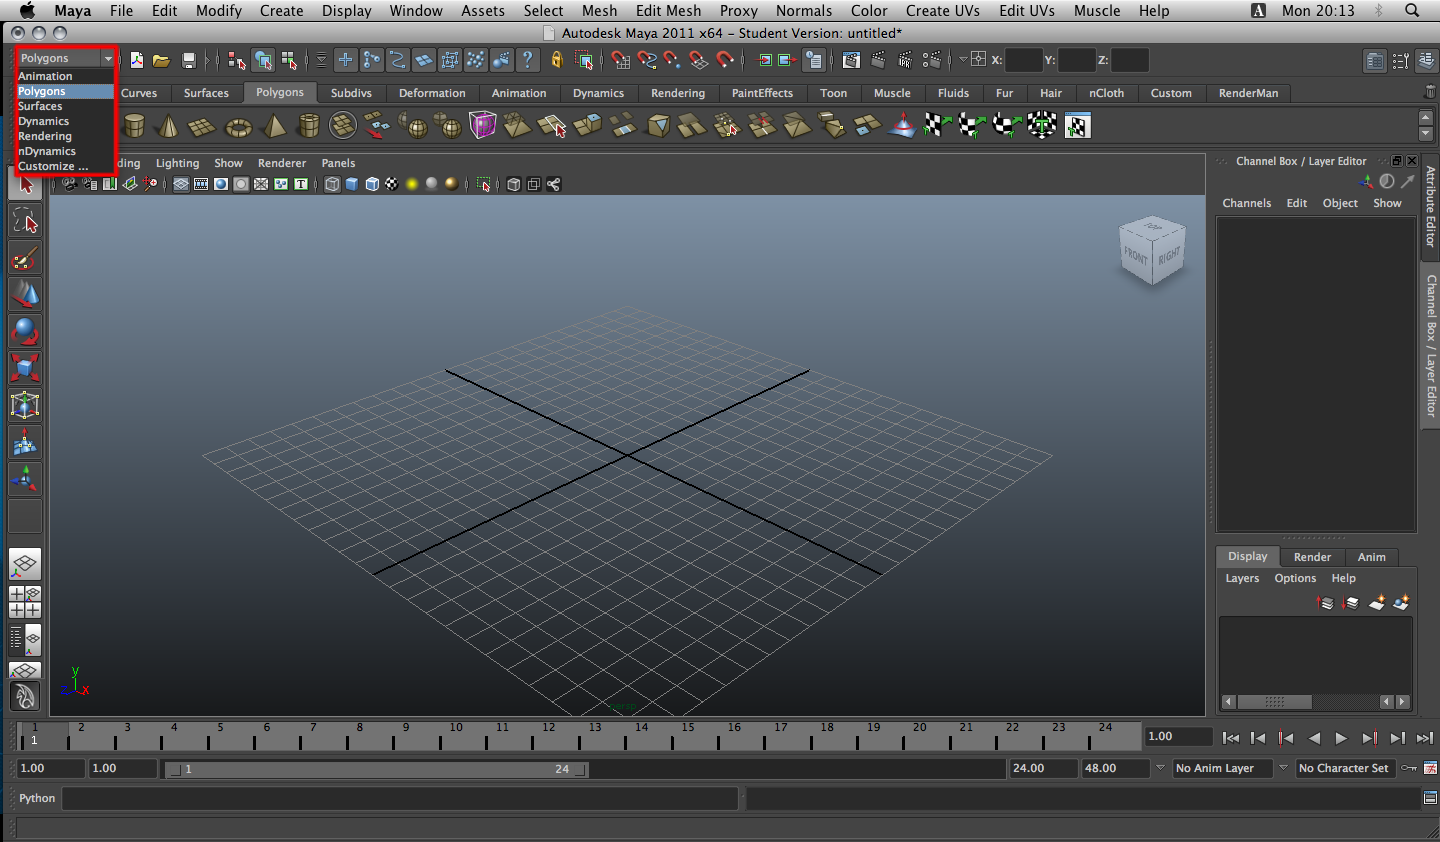 Maya File Edit Modify Create Display Window Assets Select Mesh Edit Mesh Proxy Normals Color Create UVs Edit UVs Muscle Help A Mon 20:13
Autodesk Maya 2011 x64 – Student Version: untitled*
Polygons
X: Y: Z:
Animation
Polygons
Surfaces
Dynamics
Rendering
nDynamics
Customize ...
Curves Surfaces Polygons Subdivs Deformation Animation Dynamics Rendering PaintEffects Toon Muscle Fluids Fur Hair nCloth Custom RenderMan
ding Lighting Show Renderer Panels
TOP
FRONT RIGHT
y
x
persp
Channel Box / Layer Editor
Channels Edit Object Show
Attribute Editor
Channel Box / Layer Editor
Display Render Anim
Layers Options Help
1 2 3 4 5 6 7 8 9 10 11 12 13 14 15 16 17 18 19 20 21 22 23 24
1
1.00
1.00 1.00 1 24 24.00 48.00 No Anim Layer No Character Set
Python